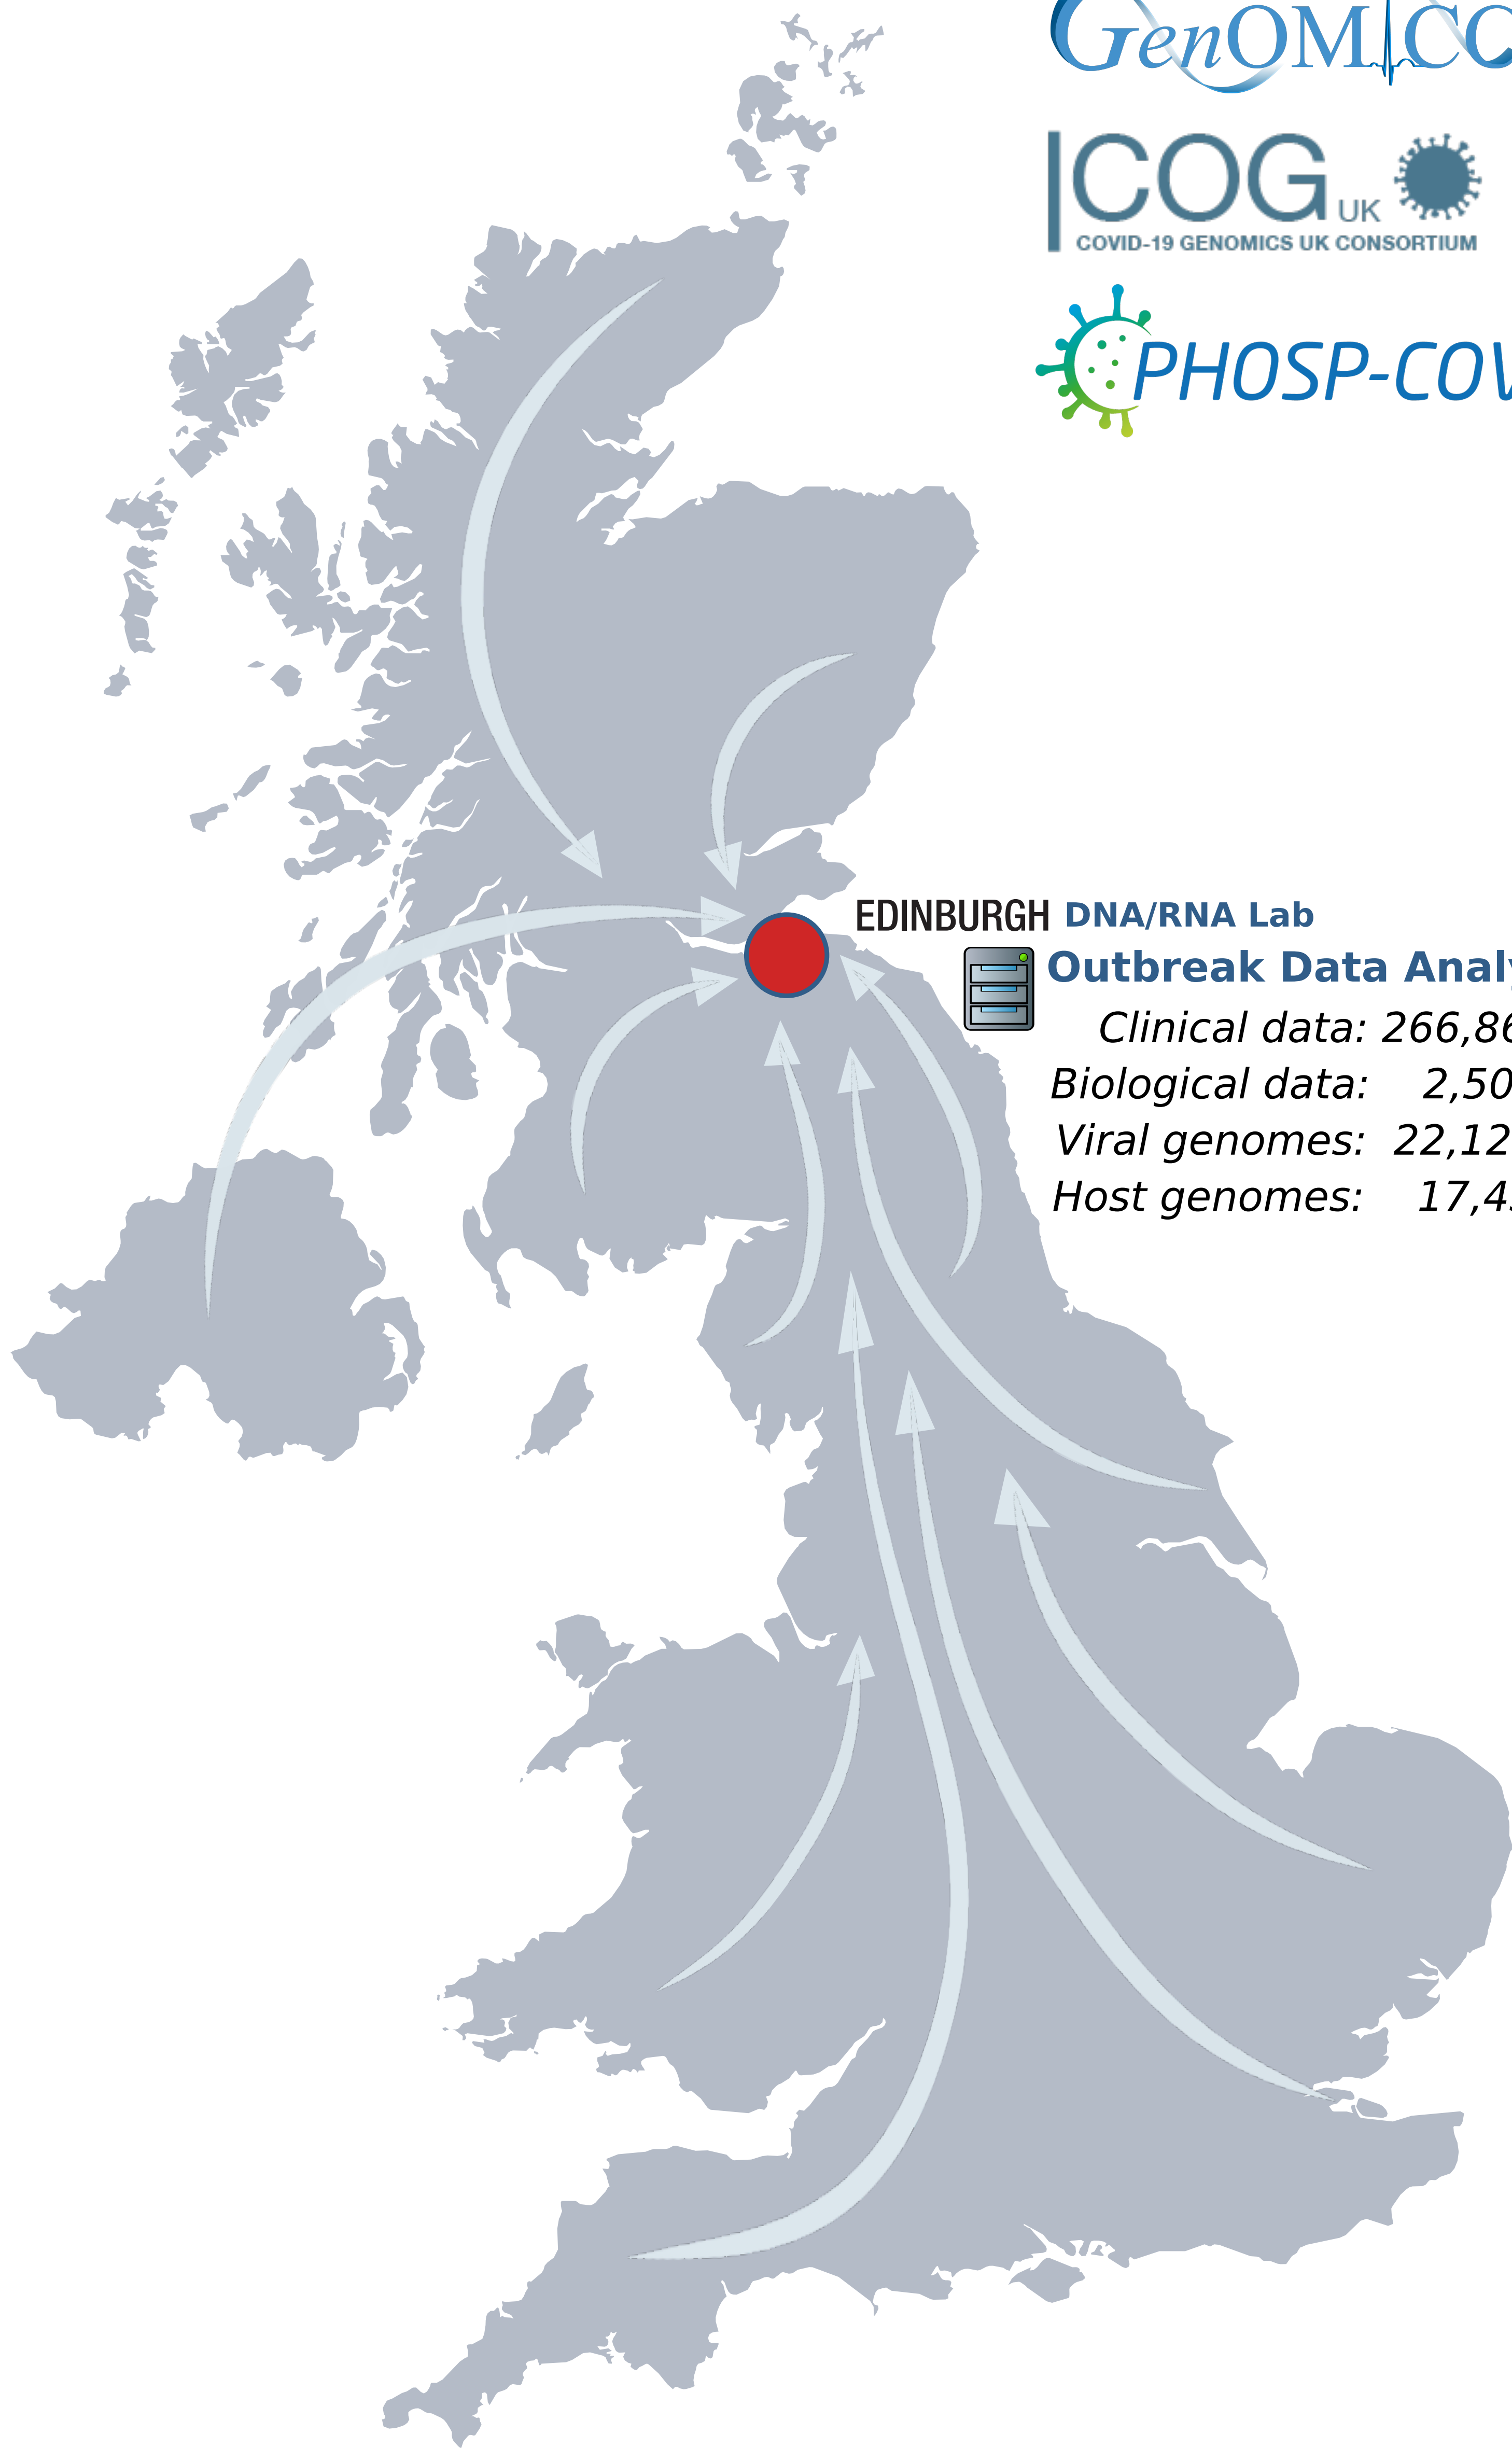 GenOMICC
COG UK
COVID-19 GENOMICS UK CONSORTIUM
PHOSP-COV
EDINBURGH DNA/RNA Lab
Outbreak Data Analy
Clinical data: 266,86
Biological data: 2,50
Viral genomes: 22,12
Host genomes: 17,4